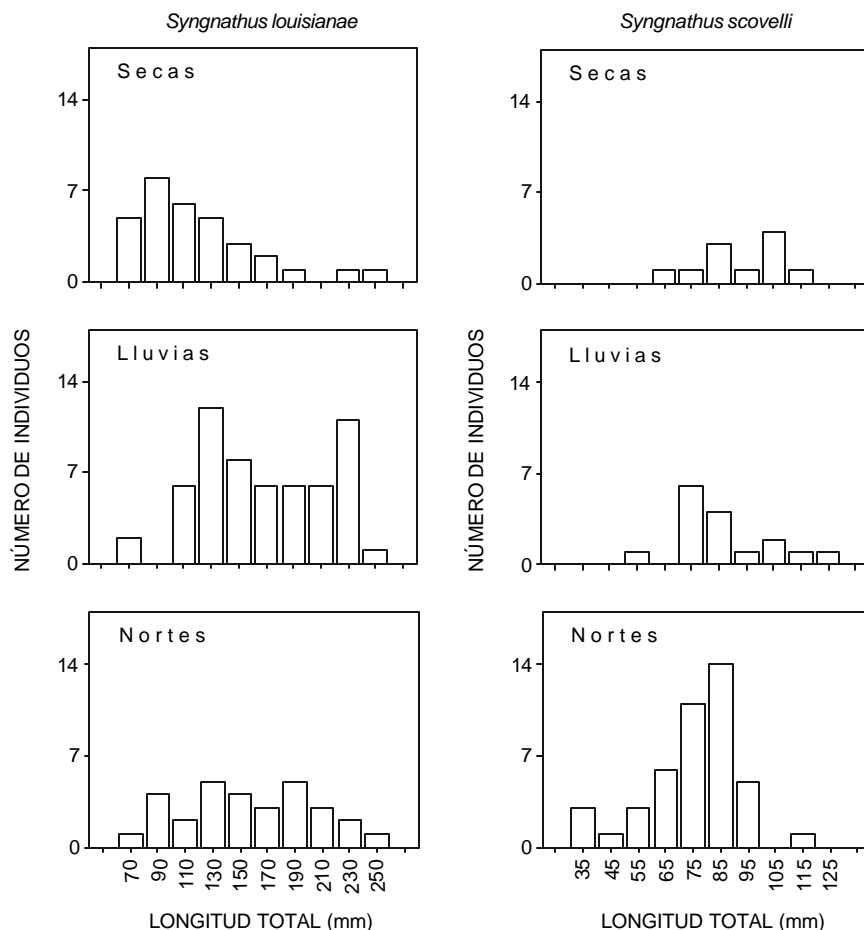 Syngnathus louisianae
Syngnathus scovelli
NÚMERO DE INDIVIDUOS
Secas
14
7
0
Lluvias
14
7
0
Nortes
14
7
0
70 90 110 130 150 170 190 210 230 250
LONGITUD TOTAL (mm)
NÚMERO DE INDIVIDUOS
Secas
14
7
0
Lluvias
14
7
0
Nortes
14
7
0
35 45 55 65 75 85 95 105 115 125
LONGITUD TOTAL (mm)